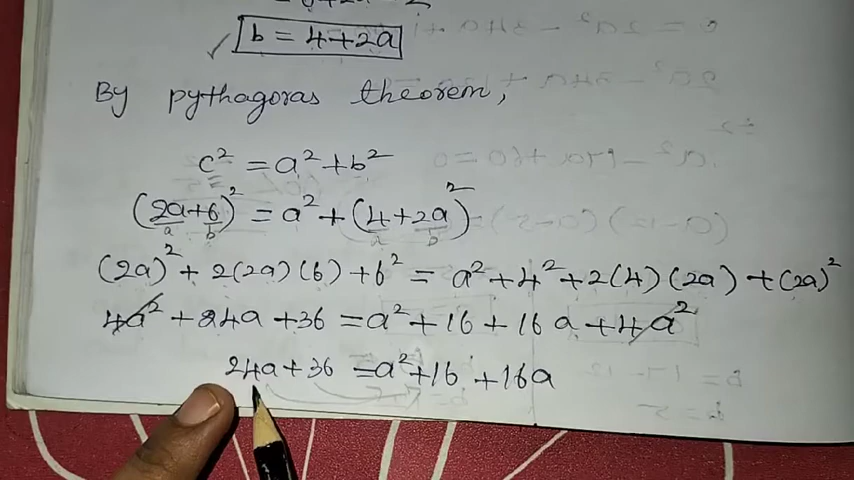 b = 4+2a
By pythagoras theorem,
c² = a² + b²
(2a+6)² = a² + (4+2a)²
a b a b
(2a)² + 2(2a)(6) + 6² = a² + 4² + 2(4)(2a) + (2a)²
4a² + 24a + 36 = a² + 16 + 16a + 4a²
24a + 36 = a² + 16 + 16a